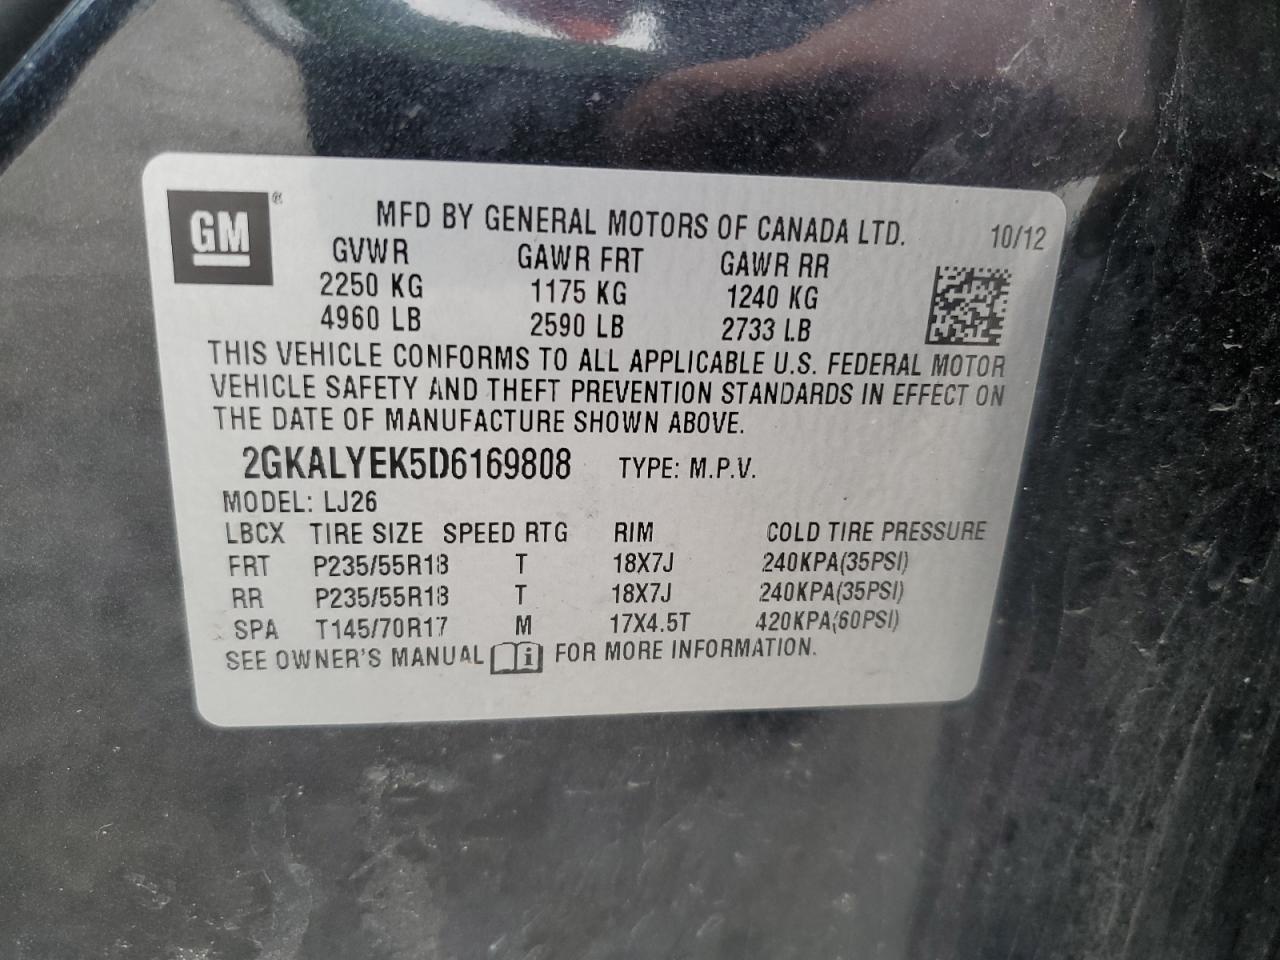 GM®
MFD BY GENERAL MOTORS OF CANADA LTD. 10/12
GVWR GAWR FRT GAWR RR
2250 KG 1175 KG 1240 KG
4960 LB 2590 LB 2733 LB
THIS VEHICLE CONFORMS TO ALL APPLICABLE U.S. FEDERAL MOTOR
VEHICLE SAFETY AND THEFT PREVENTION STANDARDS IN EFFECT ON
THE DATE OF MANUFACTURE SHOWN ABOVE.
2GKALYEK5D6169808 TYPE: M.P.V.
MODEL: LJ26
LBCX TIRE SIZE SPEED RTG RIM COLD TIRE PRESSURE
FRT P235/55R18 T 18X7J 240KPA(35PSI)
RR P235/55R18 T 18X7J 240KPA(35PSI)
SPA T145/70R17 M 17X4.5T 420KPA(60PSI)
SEE OWNER'S MANUAL i FOR MORE INFORMATION.